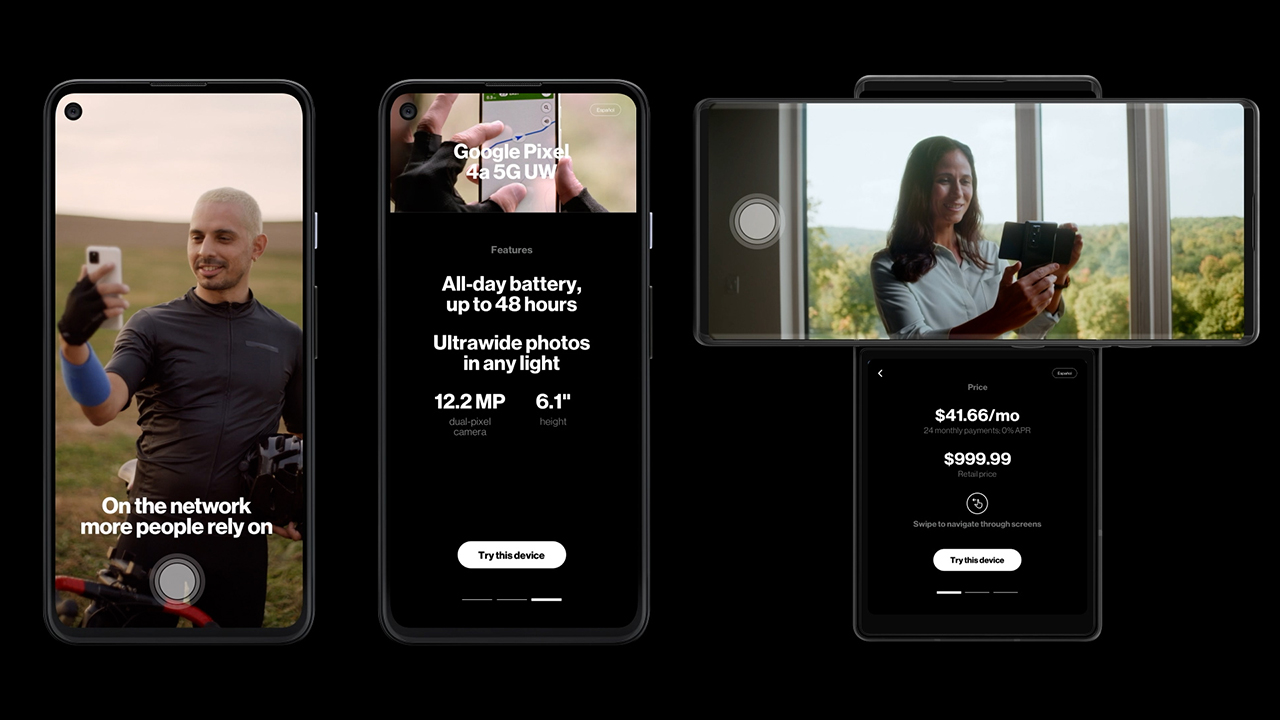 On the network
more people rely on
Español
Google Pixel
4a 5G UW
Features
All-day battery,
up to 48 hours
Ultrawide photos
in any light
12.2 MP
dual-pixel
camera
6.1"
height
Try this device
Español
Price
$41.66/mo
24 monthly payments; 0% APR
$999.99
Retail price
Swipe to navigate through screens
Try this device